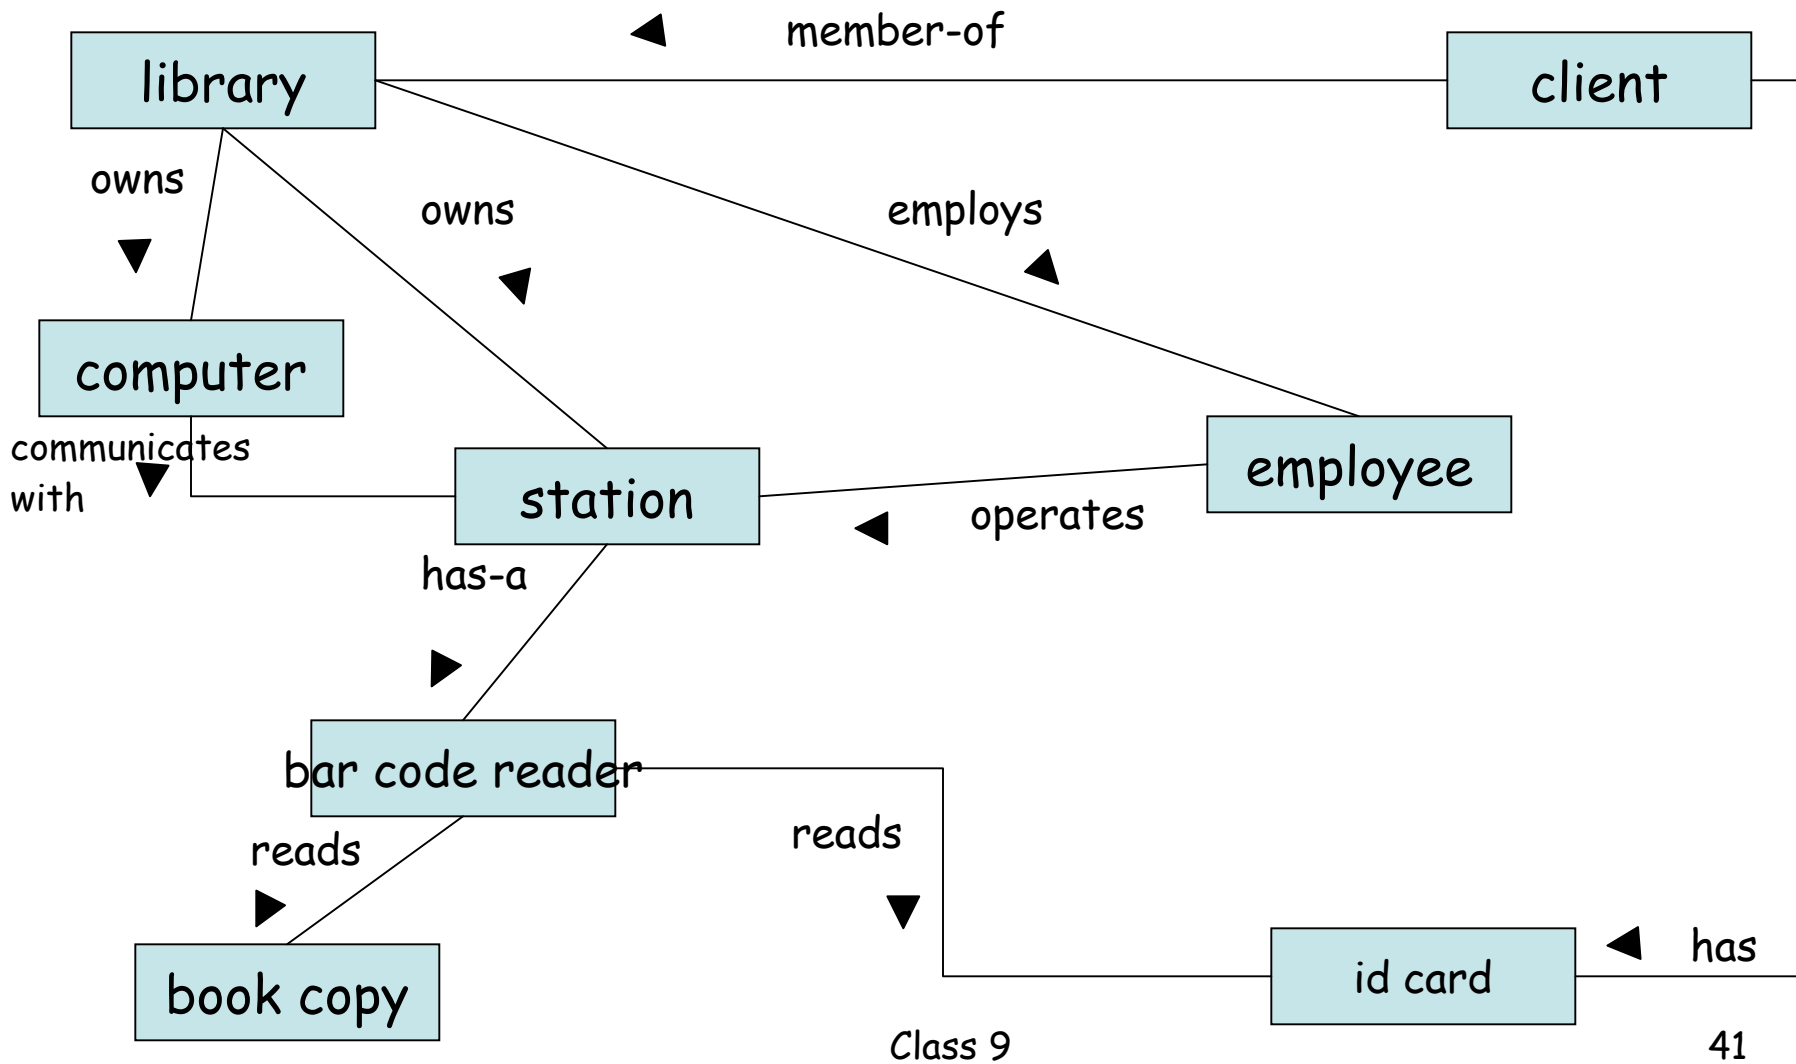 member-of
library
client
owns
owns
employs
computer
communicates
with
station
employee
operates
has-a
bar code reader
reads
reads
book copy
id card
has
Class 9
41